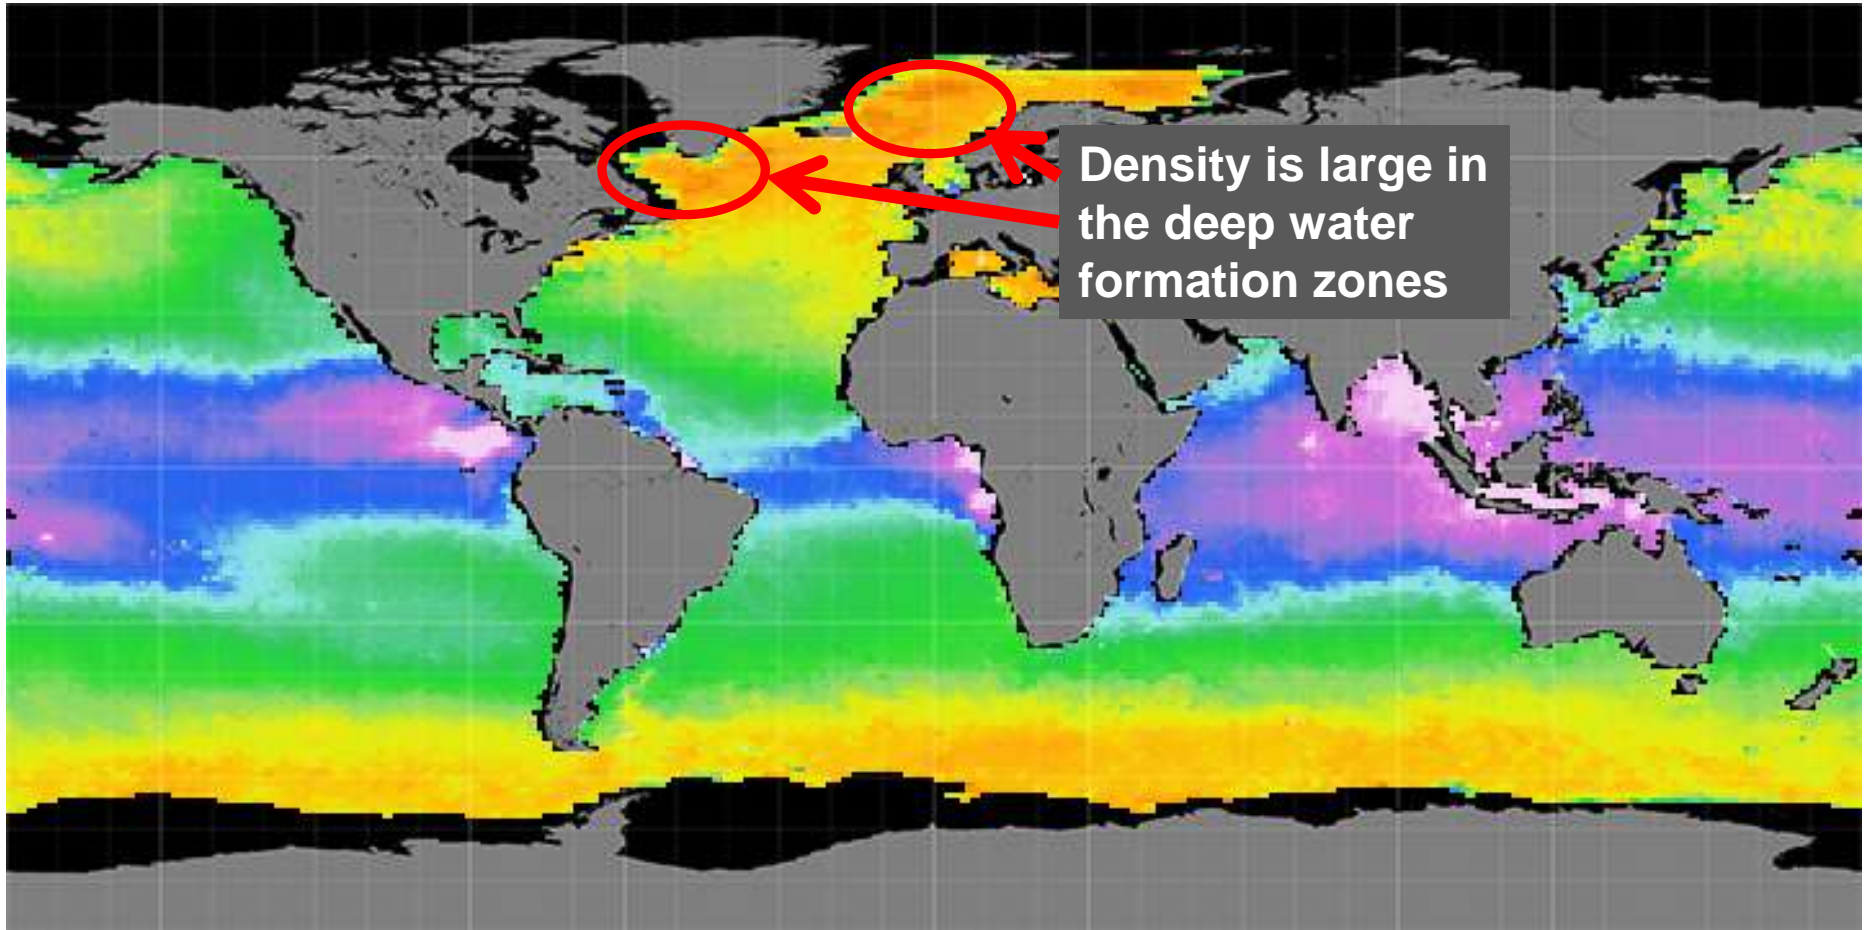 Density is large in
the deep water
formation zones